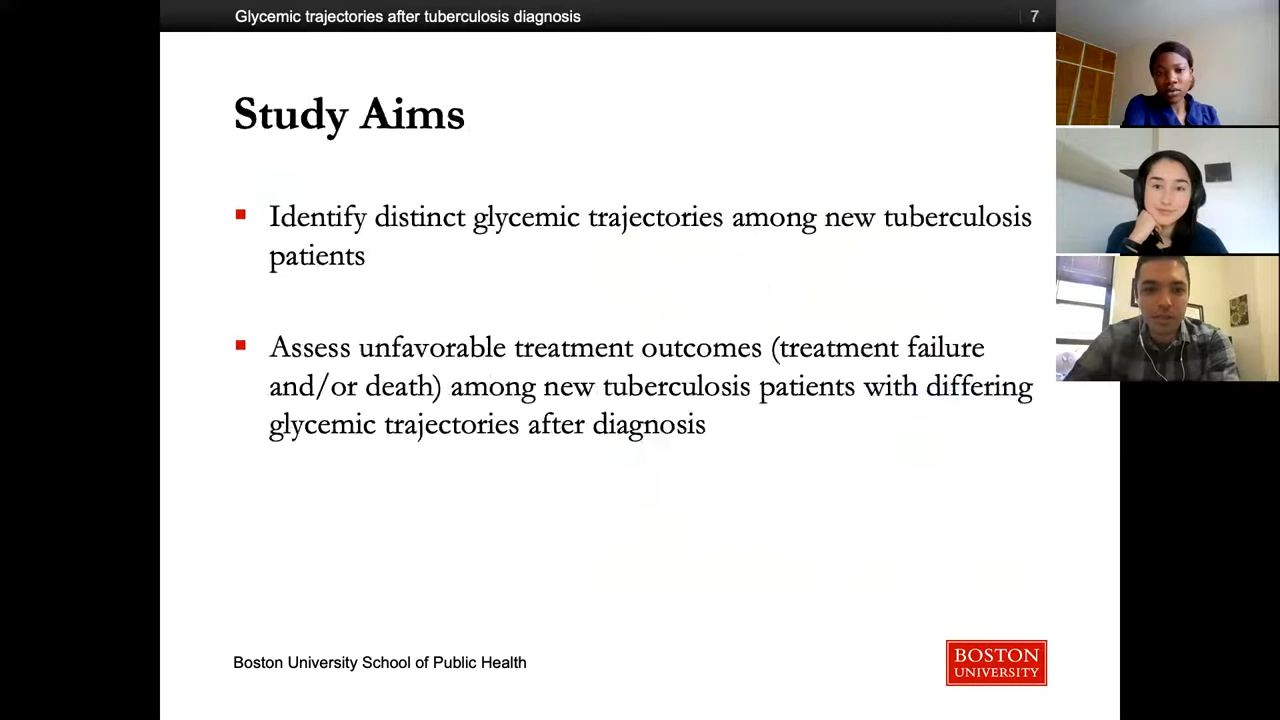 Glycemic trajectories after tuberculosis diagnosis
7
Study Aims
Identify distinct glycemic trajectories among new tuberculosis
patients
Assess unfavorable treatment outcomes (treatment failure
and/or death) among new tuberculosis patients with differing
glycemic trajectories after diagnosis
Boston University School of Public Health
BOSTON
UNIVERSITY